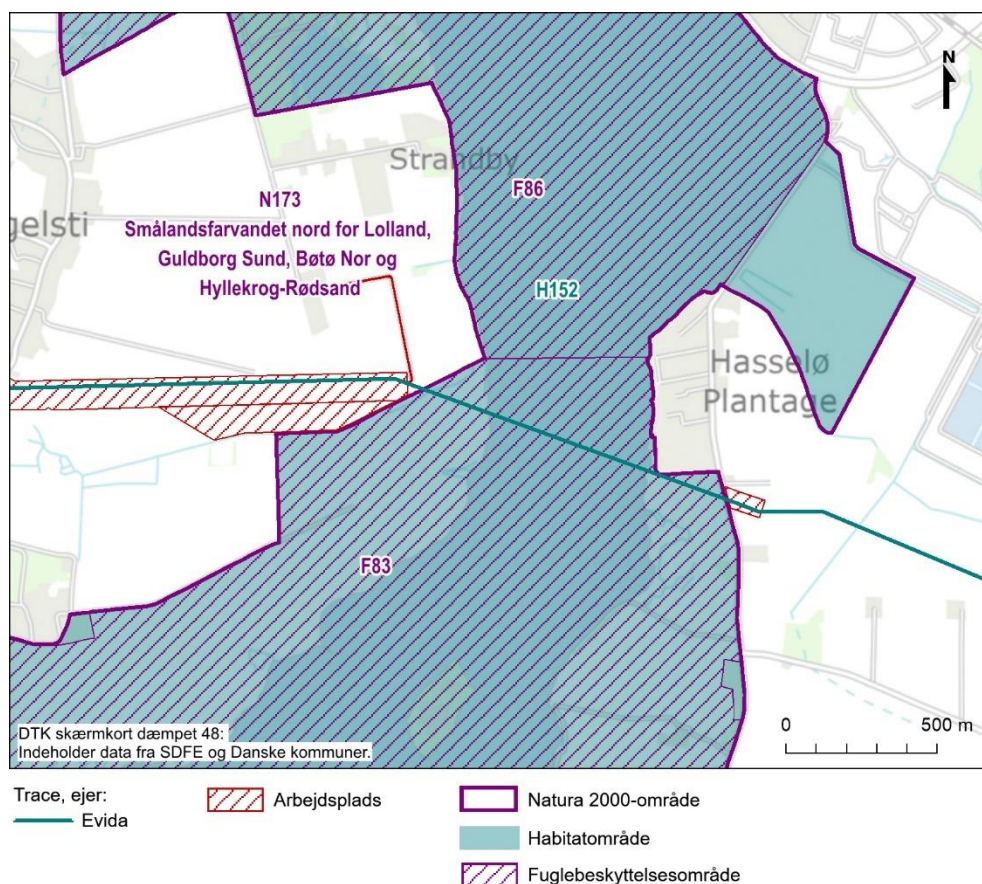 N
Strandby
F86
N173
Smålandsfarvandet nord for Lolland,
Guldborg Sund, Bøtø Nor og
Hyllekrog-Rødsand
gelsti
H152
Hasselø
Plantage
F83
DTK skærmkort dæmpet 48:
Indeholder data fra SDFE og Danske kommuner.
0 500 m
Trace, ejer:
Evida
Arbejdsplads
Natura 2000-område
Habitatområde
Fuglebeskyttelsesområde